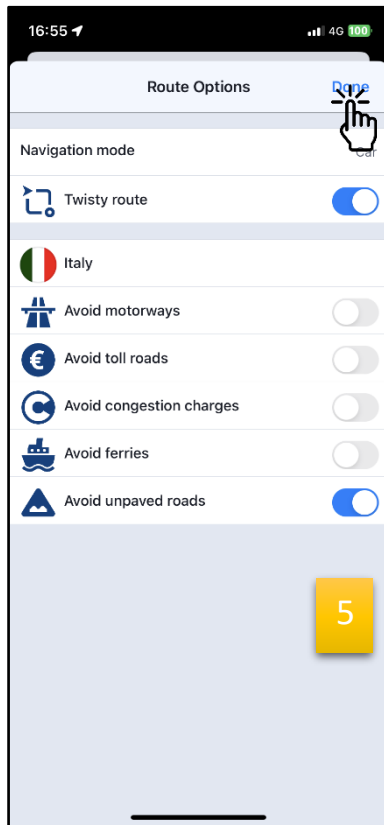 16:55 4G 100
Route Options Done
Navigation mode Car
Twisty route
Italy
Avoid motorways
€ Avoid toll roads
Avoid congestion charges
Avoid ferries
Avoid unpaved roads
5